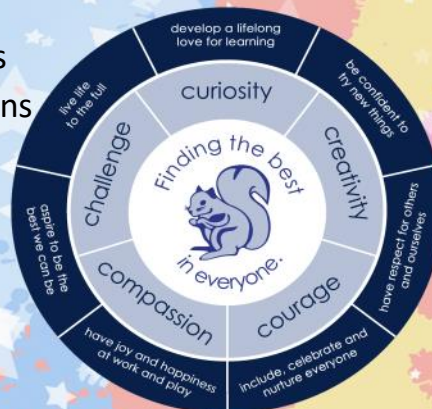 s
ns
develop a lifelong
love for learning
be confident to
try new things
have respect for others
and ourselves
include, celebrate and
nurture everyone
have joy and happiness
at work and play
aspire to be the
best we can be
live life
to the full
curiosity
creativity
courage
compassion
challenge
Finding the best
in everyone.